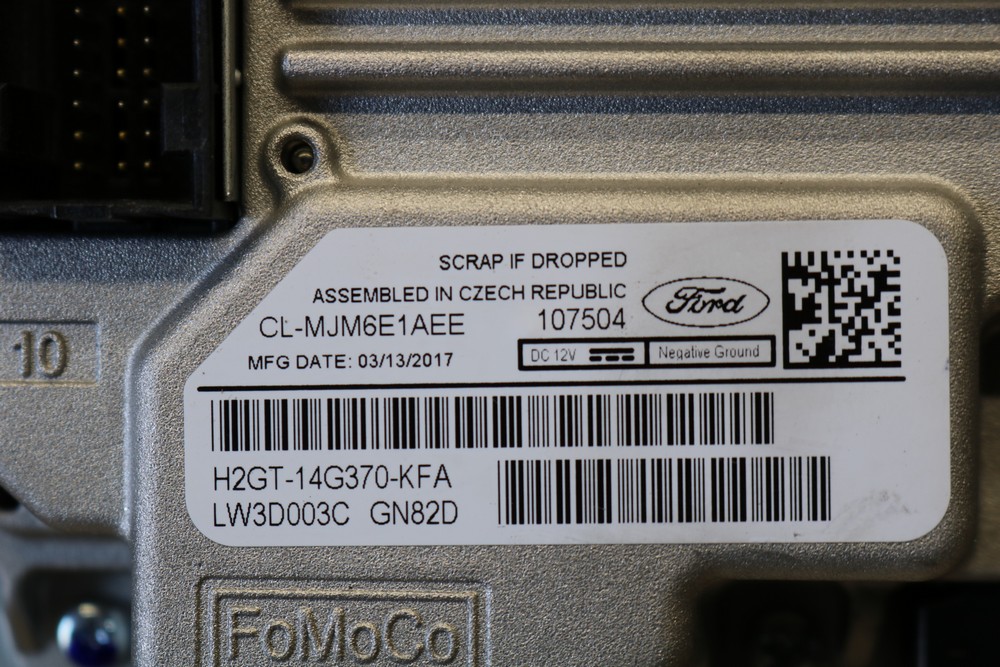 SCRAP IF DROPPED
ASSEMBLED IN CZECH REPUBLIC
CL-MJM6E1AEE 107504
Ford
MFG DATE: 03/13/2017
DC 12V Negative Ground
H2GT-14G370-KFA
LW3D003C GN82D
10
FoMoCo